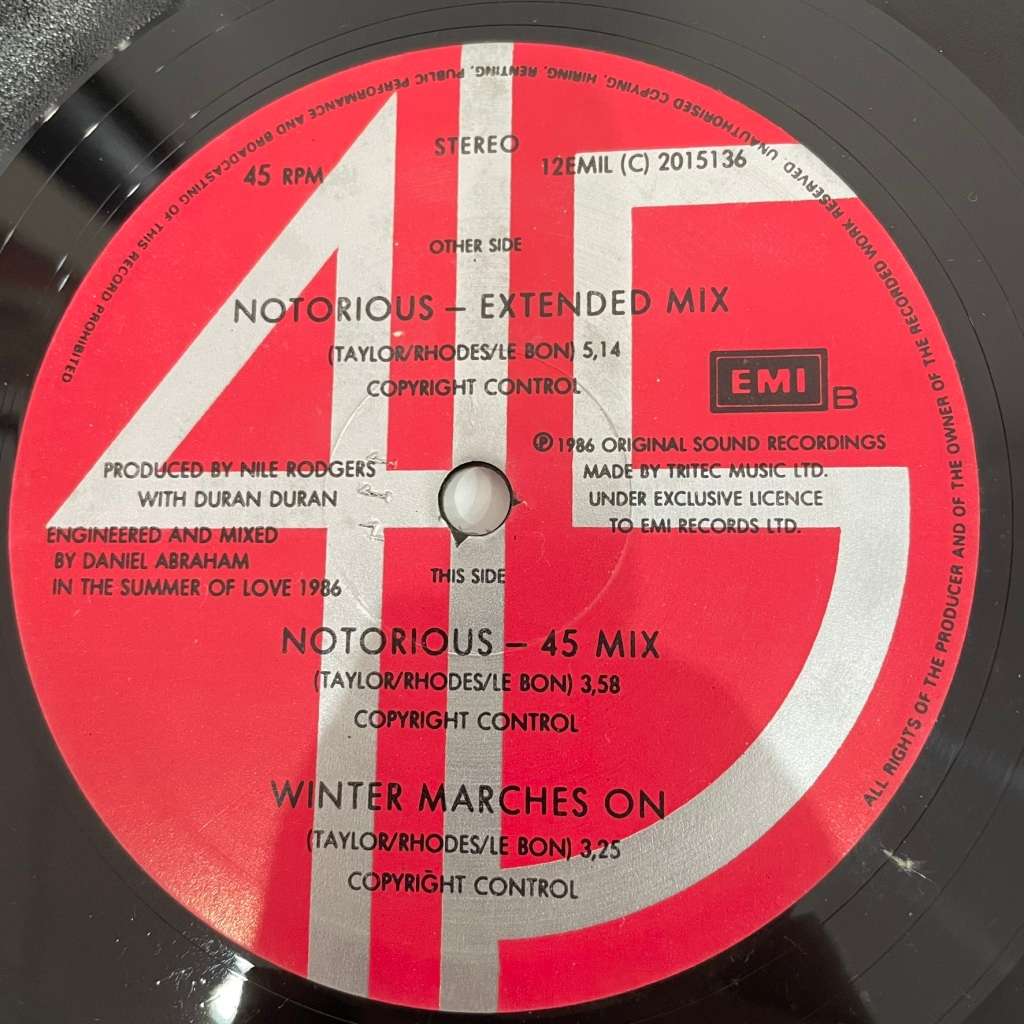 STEREO
45 RPM
12EMIL (C) 2015136
OTHER SIDE
NOTORIOUS – EXTENDED MIX
(TAYLOR/RHODES/LE BON) 5,14
COPYRIGHT CONTROL
EMI B
PRODUCED BY NILE RODGERS
WITH DURAN DURAN
ENGINEERED AND MIXED
BY DANIEL ABRAHAM
IN THE SUMMER OF LOVE 1986
Ⓟ 1986 ORIGINAL SOUND RECORDINGS
MADE BY TRITEC MUSIC LTD.
UNDER EXCLUSIVE LICENCE
TO EMI RECORDS LTD.
THIS SIDE
NOTORIOUS – 45 MIX
(TAYLOR/RHODES/LE BON) 3,58
COPYRIGHT CONTROL
WINTER MARCHES ON
(TAYLOR/RHODES/LE BON) 3,25
COPYRIGHT CONTROL
ALL RIGHTS OF THE PRODUCER AND OF THE OWNER OF THE RECORDED WORK RESERVED. UNAUTHORISED COPYING, HIRING, RENTING, PUBLIC PERFORMANCE AND BROADCASTING OF THIS RECORD PROHIBITED
45